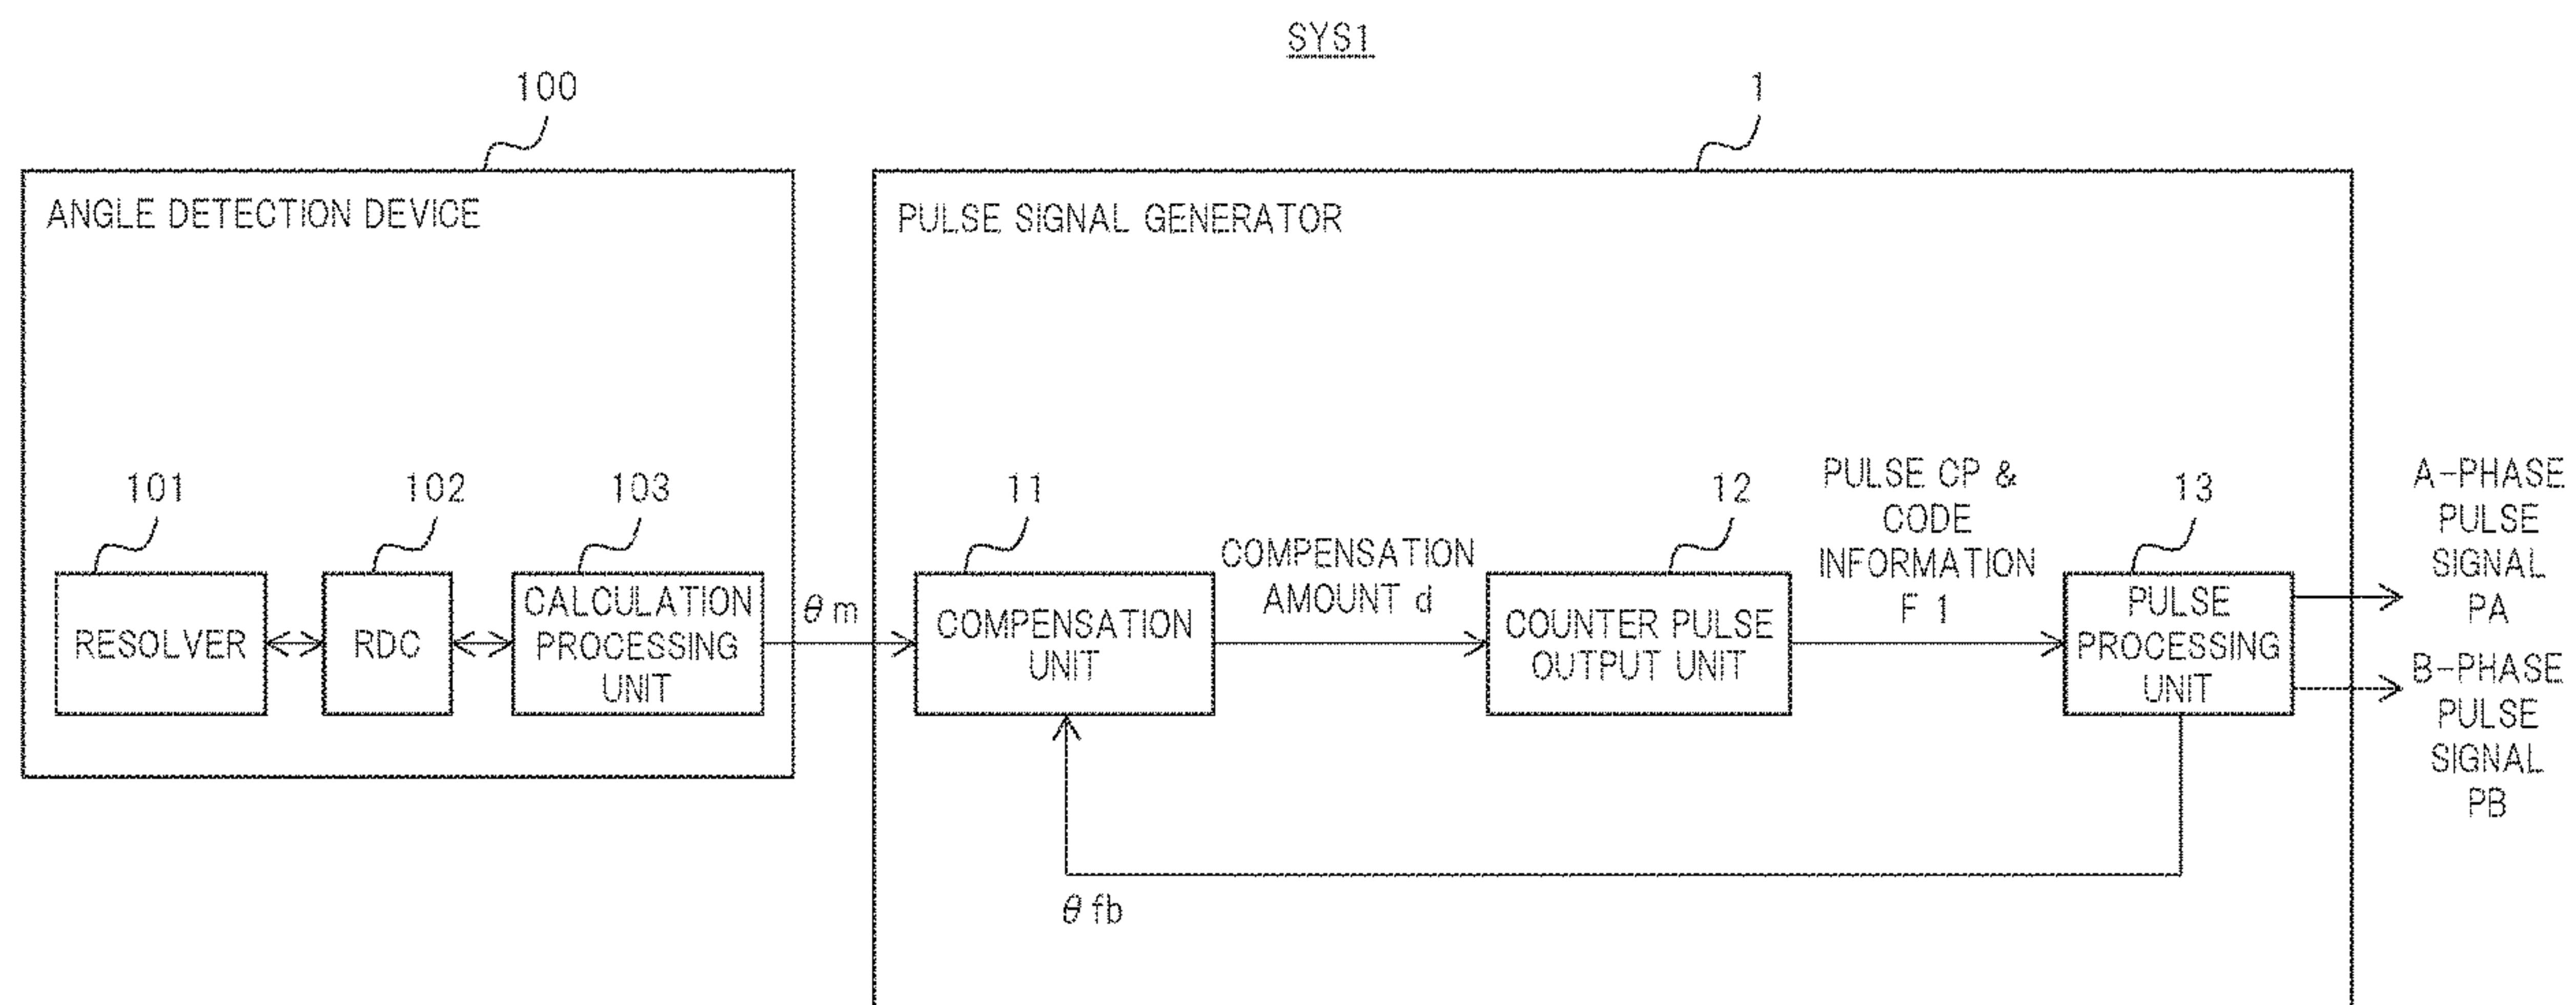 SYS1
100
1
ANGLE DETECTION DEVICE
PULSE SIGNAL GENERATOR
101
102
103
RESOLVER
RDC
CALCULATION
PROCESSING
UNIT
θm
11
COMPENSATION
UNIT
COMPENSATION
AMOUNT d
12
COUNTER PULSE
OUTPUT UNIT
PULSE CP &
CODE
INFORMATION
F 1
13
PULSE
PROCESSING
UNIT
A-PHASE
PULSE
SIGNAL
PA
B-PHASE
PULSE
SIGNAL
PB
θfb